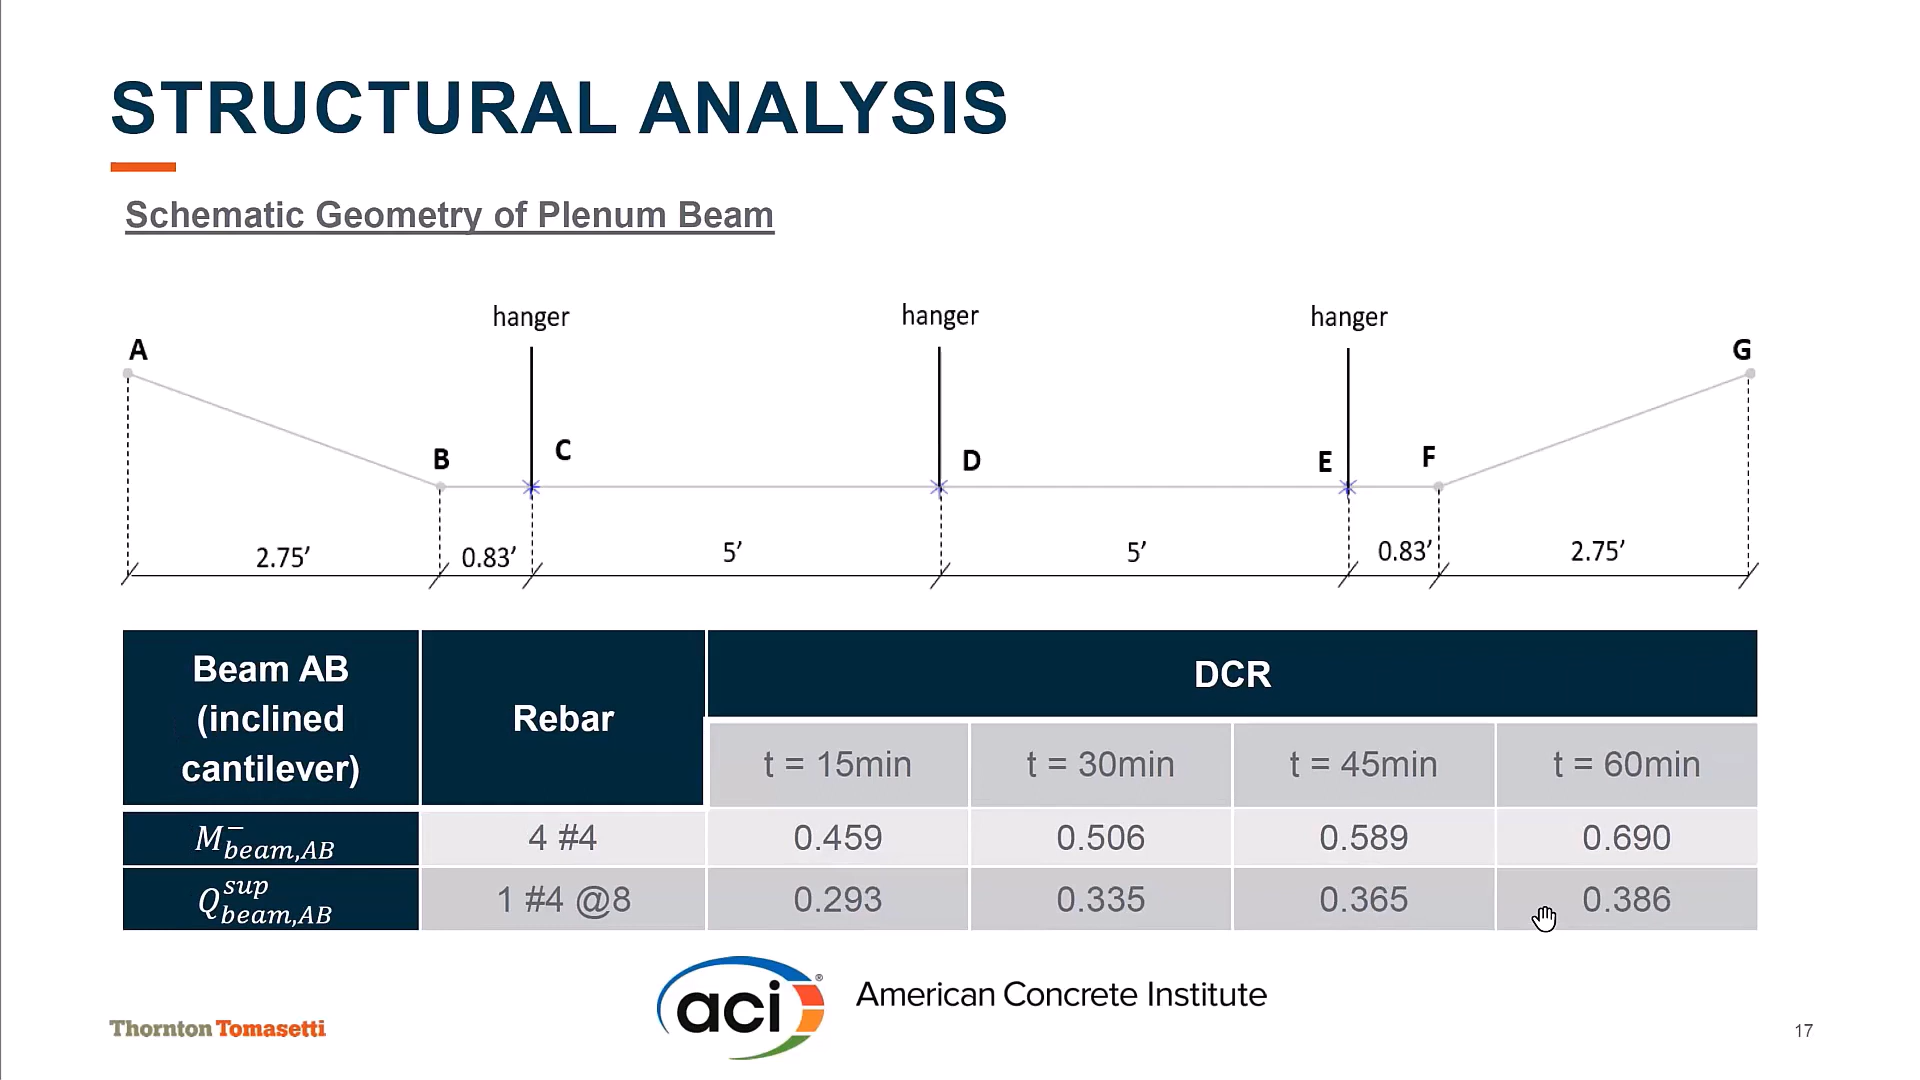 STRUCTURAL ANALYSIS
Schematic Geometry of Plenum Beam
hanger hanger hanger
A G
B C D E F
2.75’ 0.83’ 5’ 5’ 0.83’ 2.75’
Beam AB
(inclined
cantilever)
Rebar
DCR
t = 15min t = 30min t = 45min t = 60min
M⁻beam,AB 4 #4 0.459 0.506 0.589 0.690
Q^sup beam,AB 1 #4 @8 0.293 0.335 0.365 0.386
aci® American Concrete Institute
Thornton Tomasetti
17